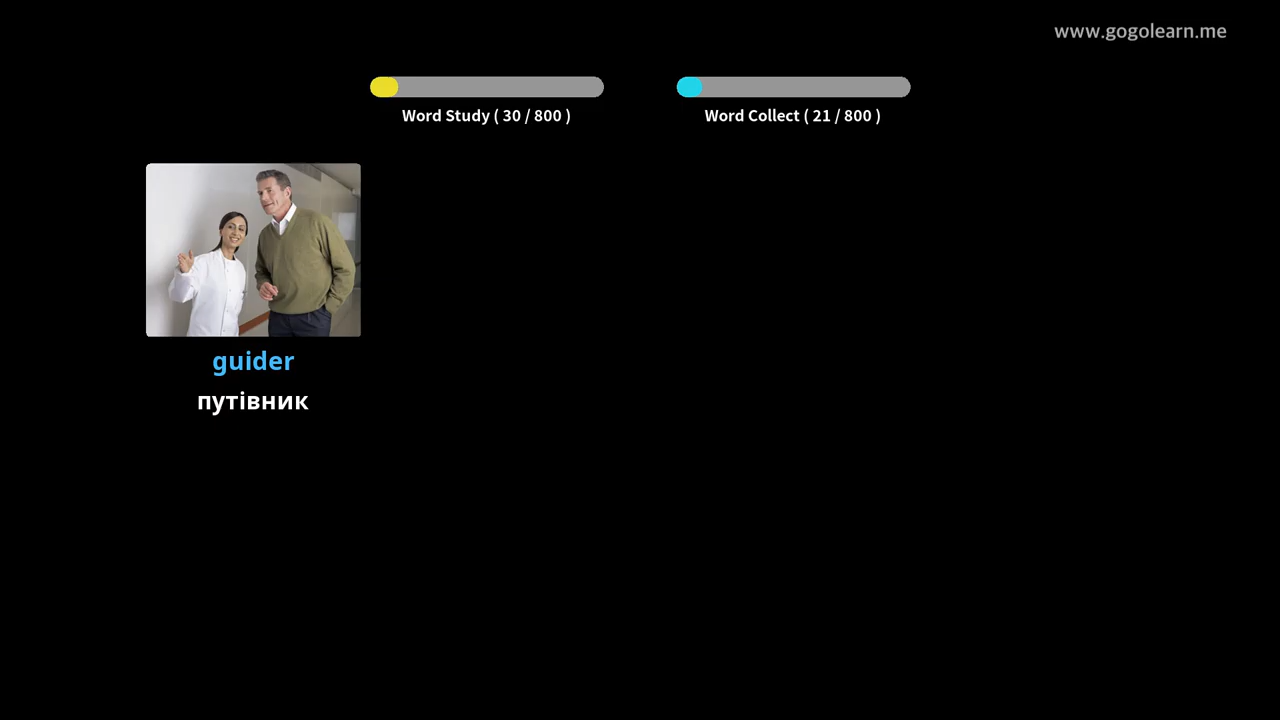 www.gogolearn.me
Word Study ( 30 / 800 )
Word Collect ( 21 / 800 )
guider
путівник